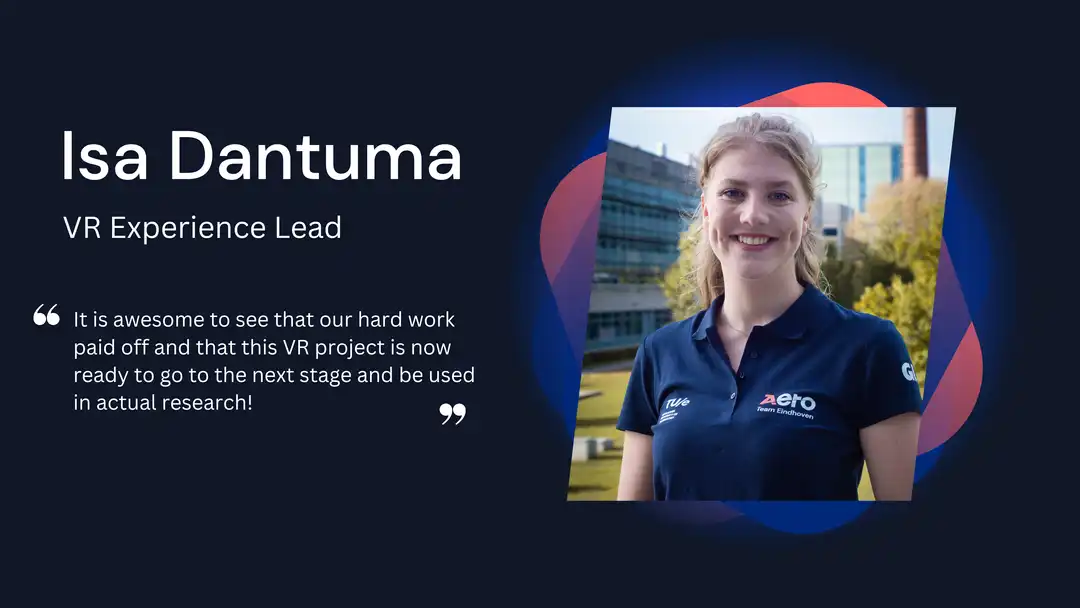 Isa Dantuma
VR Experience Lead
❝ It is awesome to see that our hard work
paid off and that this VR project is now
ready to go to the next stage and be used
in actual research! ❞
TU/e
Aero
Team Eindhoven